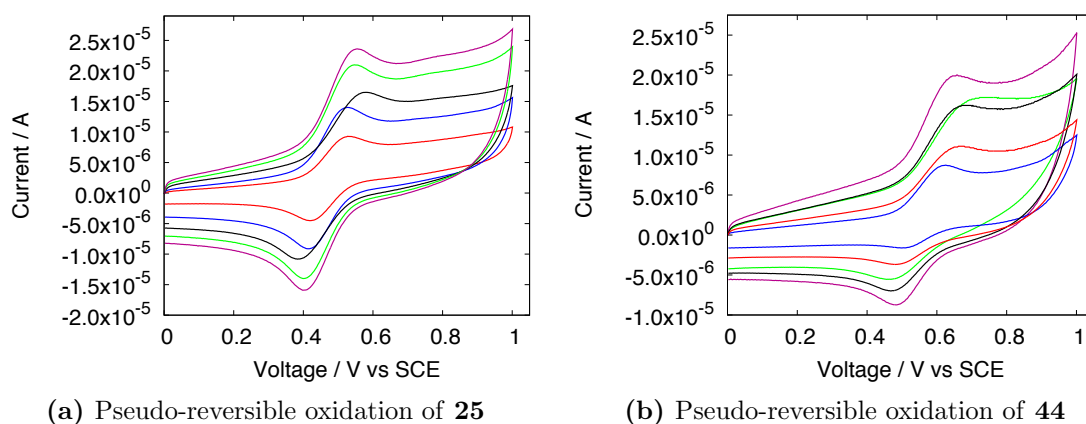 2.5x10-5
2.0x10-5
1.5x10-5
1.0x10-5
5.0x10-6
0.0x100
-5.0x10-6
-1.0x10-5
-1.5x10-5
-2.0x10-5
Current / A
0 0.2 0.4 0.6 0.8 1
Voltage / V vs SCE
(a) Pseudo-reversible oxidation of 25
2.5x10-5
2.0x10-5
1.5x10-5
1.0x10-5
5.0x10-6
0.0x100
-5.0x10-6
-1.0x10-5
Current / A
0 0.2 0.4 0.6 0.8 1
Voltage / V vs SCE
(b) Pseudo-reversible oxidation of 44